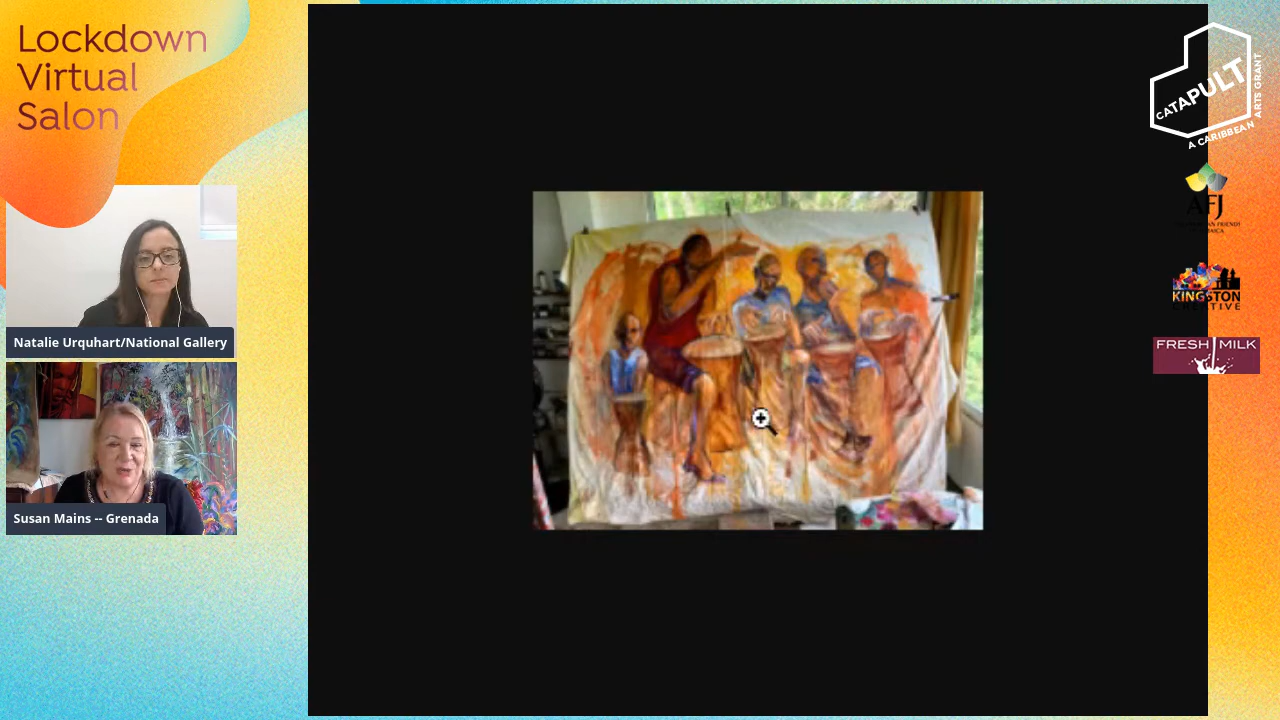 Lockdown
Virtual
Salon
Natalie Urquhart/National Gallery
Susan Mains -- Grenada
CATAPULT
A CARIBBEAN
ARTS GRANT
AFJ
KINGSTON
CREATIVE
FRESH MILK